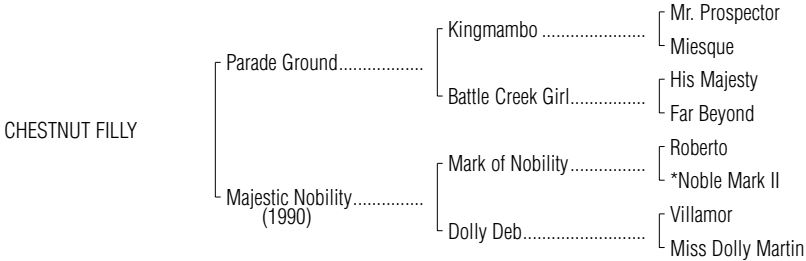 Mr. Prospector
Kingmambo ......................
Miesque
Parade Ground..................
His Majesty
Battle Creek Girl................
Far Beyond
CHESTNUT FILLY
Roberto
Mark of Nobility................
*Noble Mark II
Majestic Nobility...............
(1990)
Villamor
Dolly Deb..........................
Miss Dolly Martin